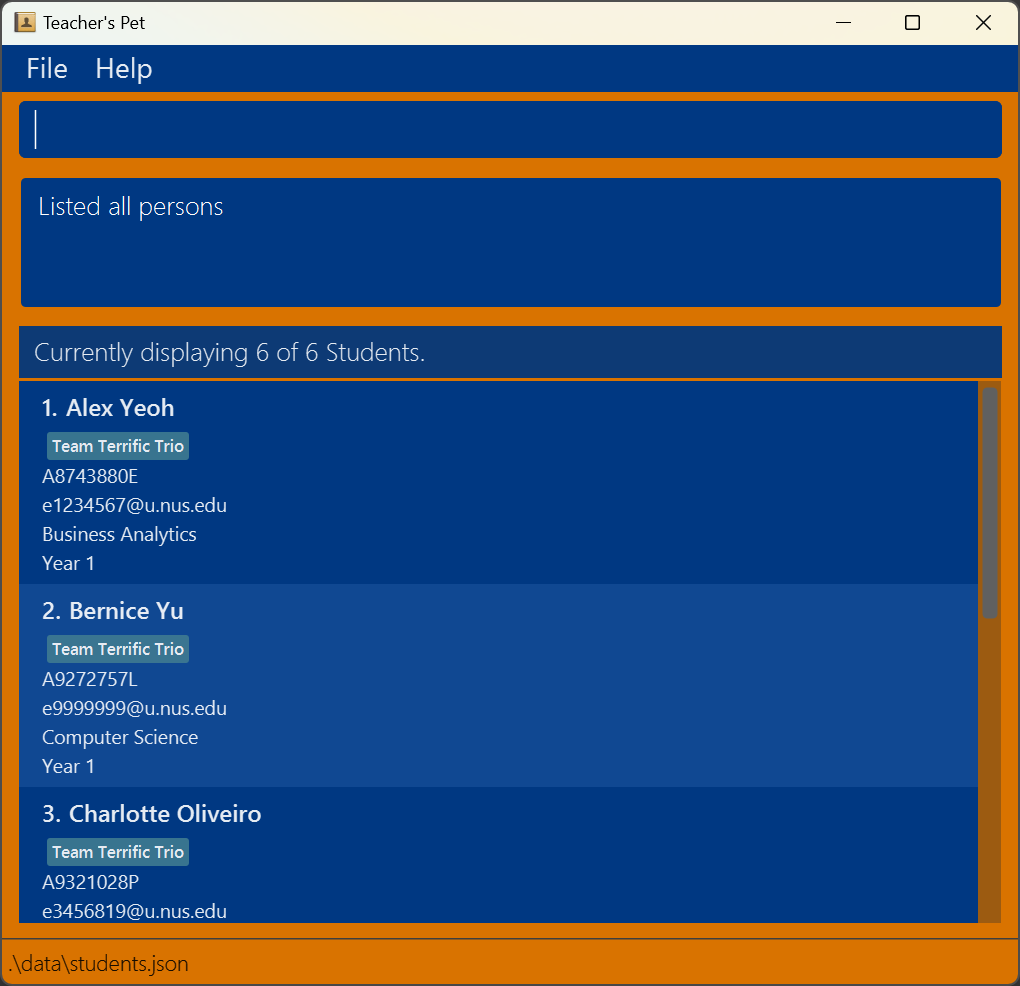 Teacher's Pet
File Help
Listed all persons
Currently displaying 6 of 6 Students.
1. Alex Yeoh
Team Terrific Trio
A8743880E
e1234567@u.nus.edu
Business Analytics
Year 1
2. Bernice Yu
Team Terrific Trio
A9272757L
e9999999@u.nus.edu
Computer Science
Year 1
3. Charlotte Oliveiro
Team Terrific Trio
A9321028P
e3456819@u.nus.edu
.\data\students.json